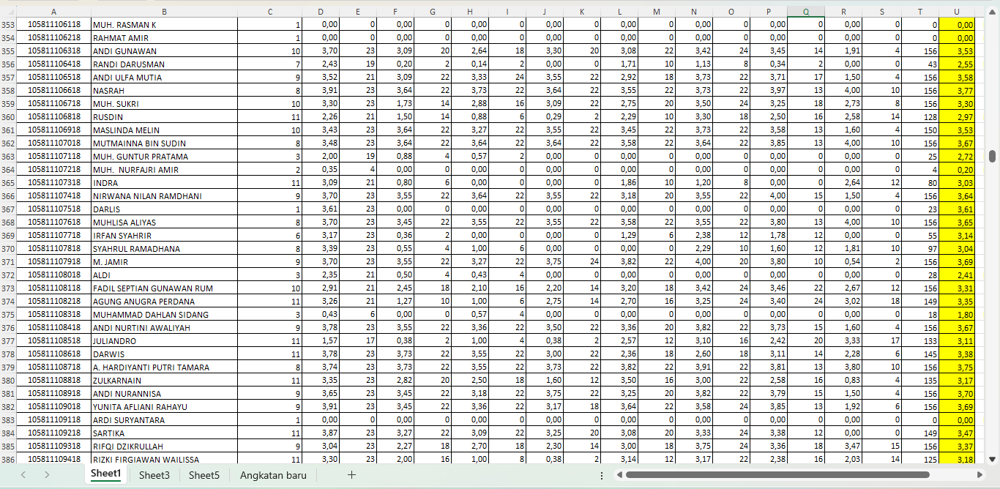 A B C D E F G H I J K L M N O P Q R S T U
353 105811106118 MUH. RASMAN K 1 0,00 0 0,00 0 0,00 0 0,00 0 0,00 0 0,00 0 0,00 0 0,00 0 0 0,00
354 105811106218 RAHMAT AMIR 1 0,00 0 0,00 0 0,00 0 0,00 0 0,00 0 0,00 0 0,00 0 0,00 0 0 0,00
355 105811106318 ANDI GUNAWAN 10 3,70 23 3,09 20 2,64 18 3,30 20 3,08 22 3,42 24 3,45 14 1,91 4 156 3,53
356 105811106418 RANDI DARUSMAN 7 2,43 19 0,20 2 0,14 2 0,00 0 1,71 10 1,13 8 0,34 2 0,00 0 43 2,55
357 105811106518 ANDI ULFA MUTIA 9 3,52 21 3,09 22 3,33 24 3,55 22 2,92 18 3,73 22 3,71 17 1,50 4 156 3,58
358 105811106618 NASRAH 8 3,91 23 3,64 22 3,73 22 3,64 22 3,55 22 3,73 22 3,97 13 4,00 10 156 3,77
359 105811106718 MUH. SUKRI 10 3,30 23 1,73 14 2,88 16 3,09 22 2,75 20 3,50 24 3,25 18 2,73 8 156 3,30
360 105811106818 RUSDIN 11 2,26 21 1,50 14 0,88 6 0,29 2 2,29 10 3,30 18 2,50 16 2,58 14 128 2,97
361 105811106918 MASLINDA MELIN 10 3,43 23 3,64 22 3,27 22 3,55 22 3,45 22 3,73 22 3,58 13 1,60 4 150 3,53
362 105811107018 MUTMAINNA BIN SUDIN 8 3,48 23 3,64 22 3,64 22 3,64 22 3,58 22 3,64 22 3,85 13 4,00 10 156 3,67
363 105811107118 MUH. GUNTUR PRATAMA 3 2,00 19 0,88 4 0,57 2 0,00 0 0,00 0 0,00 0 0,00 0 0,00 0 25 2,72
364 105811107218 MUH.  NURFAJRI AMIR 2 0,35 4 0,00 0 0,00 0 0,00 0 0,00 0 0,00 0 0,00 0 0,00 0 4 0,20
365 105811107318 INDRA 11 3,09 21 0,80 6 0,00 0 0,00 0 1,86 10 1,20 8 0,00 0 2,64 12 80 3,03
366 105811107418 NIRWANA NILAN RAMDHANI 9 3,70 23 3,55 22 3,64 22 3,55 22 3,18 20 3,55 22 4,00 15 1,50 4 156 3,64
367 105811107518 DARLIS 1 3,61 23 0,00 0 0,00 0 0,00 0 0,00 0 0,00 0 0,00 0 0,00 0 23 3,61
368 105811107618 MUHLISA ALIYAS 8 3,70 23 3,45 22 3,55 22 3,55 22 3,58 22 3,55 22 3,80 13 4,00 10 156 3,65
369 105811107718 IRFAN SYAHRIR 6 3,17 23 0,36 2 0,00 0 0,00 0 1,29 6 2,38 12 1,78 12 0,00 0 55 3,14
370 105811107818 SYAHRUL RAMADHANA 8 3,39 23 0,55 4 1,00 6 0,00 0 0,00 0 2,29 10 1,60 12 1,81 10 97 3,04
371 105811107918 M. JAMIR 9 3,70 23 3,55 22 3,27 22 3,75 24 3,82 22 4,00 20 3,80 10 0,54 2 156 3,69
372 105811108018 ALDI 3 2,35 21 0,50 4 0,43 4 0,00 0 0,00 0 0,00 0 0,00 0 0,00 0 28 2,41
373 105811108118 FADIL SEPTIAN GUNAWAN RUM 10 2,91 21 2,45 18 2,10 16 2,20 14 3,20 18 3,42 24 3,46 22 2,67 12 156 3,31
374 105811108218 AGUNG ANUGRA PERDANA 11 3,26 21 1,27 10 1,00 6 2,75 14 2,70 16 3,25 24 3,40 24 3,02 18 149 3,35
375 105811108318 MUHAMMAD DAHLAN SIDANG 3 0,43 6 0,00 0 0,57 4 0,00 0 0,00 0 0,00 0 0,00 0 0,00 0 18 1,80
376 105811108418 ANDI NURTINI AWALIYAH 9 3,78 23 3,55 22 3,36 22 3,50 22 3,36 20 3,82 22 3,73 15 1,60 4 156 3,67
377 105811108518 JULIANDRO 11 1,57 17 0,38 2 1,00 4 0,38 2 2,57 12 3,10 16 2,42 20 3,33 17 133 3,11
378 105811108618 DARWIS 11 3,78 23 3,73 22 3,55 22 3,00 22 2,36 18 2,60 18 3,11 14 2,28 6 145 3,38
379 105811108718 A. HARDIYANTI PUTRI TAMARA 8 3,74 23 3,73 22 3,55 22 3,73 22 3,82 22 3,91 22 3,81 13 3,80 10 156 3,75
380 105811108818 ZULKARNAIN 11 3,35 23 2,82 20 2,50 18 1,60 12 3,50 16 3,00 22 2,58 16 0,83 4 135 3,17
381 105811108918 ANDI NURANNISA 9 3,65 23 3,45 22 3,18 22 3,75 22 3,25 20 3,82 22 3,79 15 1,50 4 156 3,70
382 105811109018 YUNITA AFLIANI RAHAYU 9 3,91 23 3,45 22 3,36 22 3,17 18 3,64 22 3,58 24 3,85 13 1,92 6 156 3,69
383 105811109118 ARDI SURYANTARA 1 0,00 0 0,00 0 0,00 0 0,00 0 0,00 0 0,00 0 0,00 0 0,00 0 0 0,00
384 105811109218 SARTIKA 11 3,87 23 3,27 22 3,09 22 3,25 20 3,08 20 3,33 24 3,38 12 0,00 0 149 3,47
385 105811109318 RIFQI DZIKRULLAH 9 3,04 23 2,27 18 2,70 18 2,30 14 3,00 18 3,75 24 3,36 18 3,47 15 156 3,37
386 105811109418 RIZKI FIRGIAWAN WAILISSA 11 3,30 23 2,00 16 1,00 8 0,38 2 3,14 12 3,17 22 2,38 16 2,03 14 125 3,18
Sheet1 Sheet3 Sheet5 Angkatan baru +